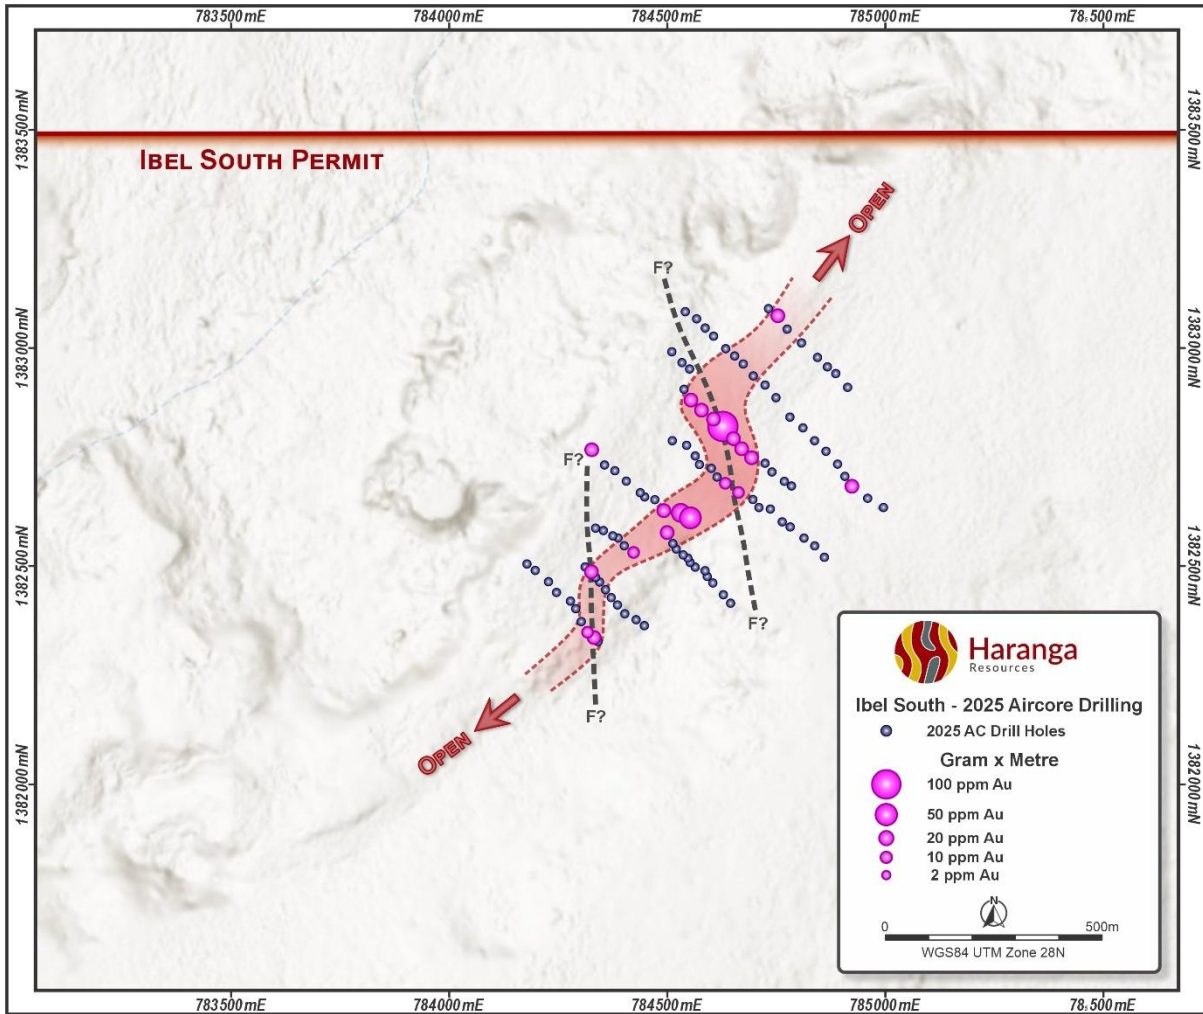 783500mE 784000mE 784500mE 785000mE 785500mE
1383500mN 1383500mN
IBEL SOUTH PERMIT
OPEN
F?
1383000mN 1383000mN
F?
1382500mN 1382500mN
F?
F?
OPEN
1382000mN 1382000mN
Haranga
Resources
Ibel South - 2025 Aircore Drilling
2025 AC Drill Holes
Gram x Metre
100 ppm Au
50 ppm Au
20 ppm Au
10 ppm Au
2 ppm Au
N
0 500m
WGS84 UTM Zone 28N
783500mE 784000mE 784500mE 785000mE 785500mE